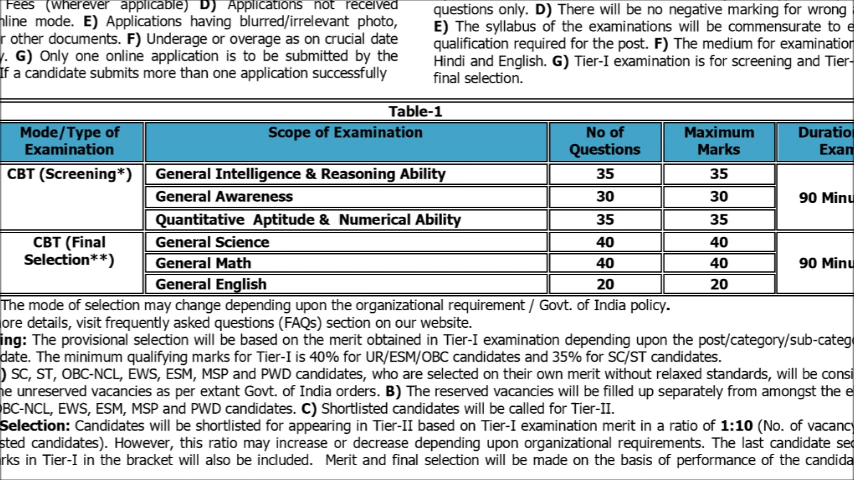 Fees (wherever applicable) D) Applications not received
nline mode. E) Applications having blurred/irrelevant photo,
r other documents. F) Underage or overage as on crucial date
y. G) Only one online application is to be submitted by the
If a candidate submits more than one application successfully
questions only. D) There will be no negative marking for wrong
E) The syllabus of the examinations will be commensurate to e
qualification required for the post. F) The medium for examination
Hindi and English. G) Tier-I examination is for screening and Tier-
final selection.
Table-1
Mode/Type of Examination Scope of Examination No of Questions Maximum Marks Duratio Exam
CBT (Screening*) General Intelligence & Reasoning Ability 35 35
General Awareness 30 30 90 Minu
Quantitative Aptitude & Numerical Ability 35 35
CBT (Final Selection**) General Science 40 40
General Math 40 40 90 Minu
General English 20 20
The mode of selection may change depending upon the organizational requirement / Govt. of India policy.
ore details, visit frequently asked questions (FAQs) section on our website.
ing: The provisional selection will be based on the merit obtained in Tier-I examination depending upon the post/category/sub-catego
date. The minimum qualifying marks for Tier-I is 40% for UR/ESM/OBC candidates and 35% for SC/ST candidates.
) SC, ST, OBC-NCL, EWS, ESM, MSP and PWD candidates, who are selected on their own merit without relaxed standards, will be consi
e unreserved vacancies as per extant Govt. of India orders. B) The reserved vacancies will be filled up separately from amongst the e
BC-NCL, EWS, ESM, MSP and PWD candidates. C) Shortlisted candidates will be called for Tier-II.
Selection: Candidates will be shortlisted for appearing in Tier-II based on Tier-I examination merit in a ratio of 1:10 (No. of vacancy
sted candidates). However, this ratio may increase or decrease depending upon organizational requirements. The last candidate sec
rks in Tier-I in the bracket will also be included. Merit and final selection will be made on the basis of performance of the candida